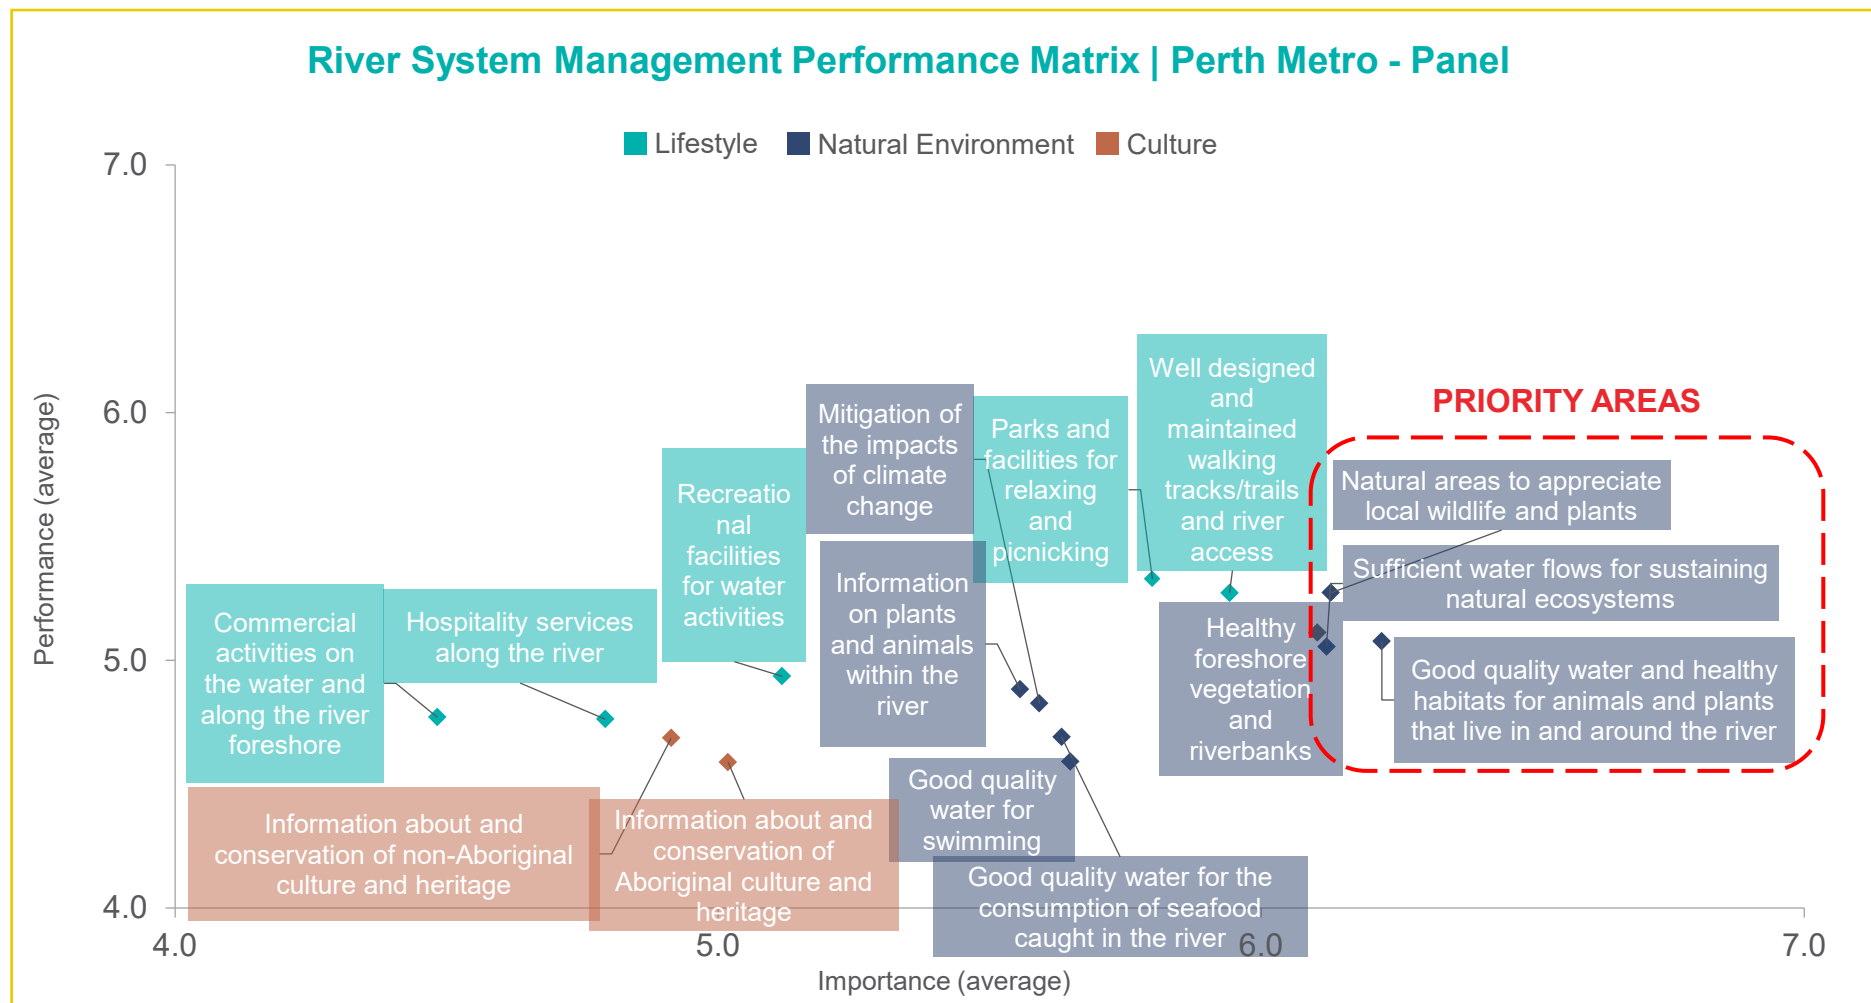 River System Management Performance Matrix | Perth Metro - Panel
Lifestyle
Natural Environment
Culture
7.0
6.0
5.0
4.0
Performance (average)
Commercial
activities on
the water and
along the river
foreshore
Hospitality services
along the river
Recreatio
nal
facilities
for water
activities
Mitigation of
the impacts
of climate
change
Parks and
facilities for
relaxing
and
picnicking
Well designed
and
maintained
walking
tracks/trails
and river
access
PRIORITY AREAS
Natural areas to appreciate
local wildlife and plants
Sufficient water flows for sustaining
natural ecosystems
Good quality water and healthy
habitats for animals and plants
that live in and around the river
Information
on plants
and animals
within the
river
Healthy
foreshore
vegetation
and
riverbanks
Good quality
water for
swimming
Information about and
conservation of non-Aboriginal
culture and heritage
Information about and
conservation of
Aboriginal culture and
heritage
Good quality water for the
consumption of seafood
caught in the river
4.0
5.0
6.0
7.0
Importance (average)